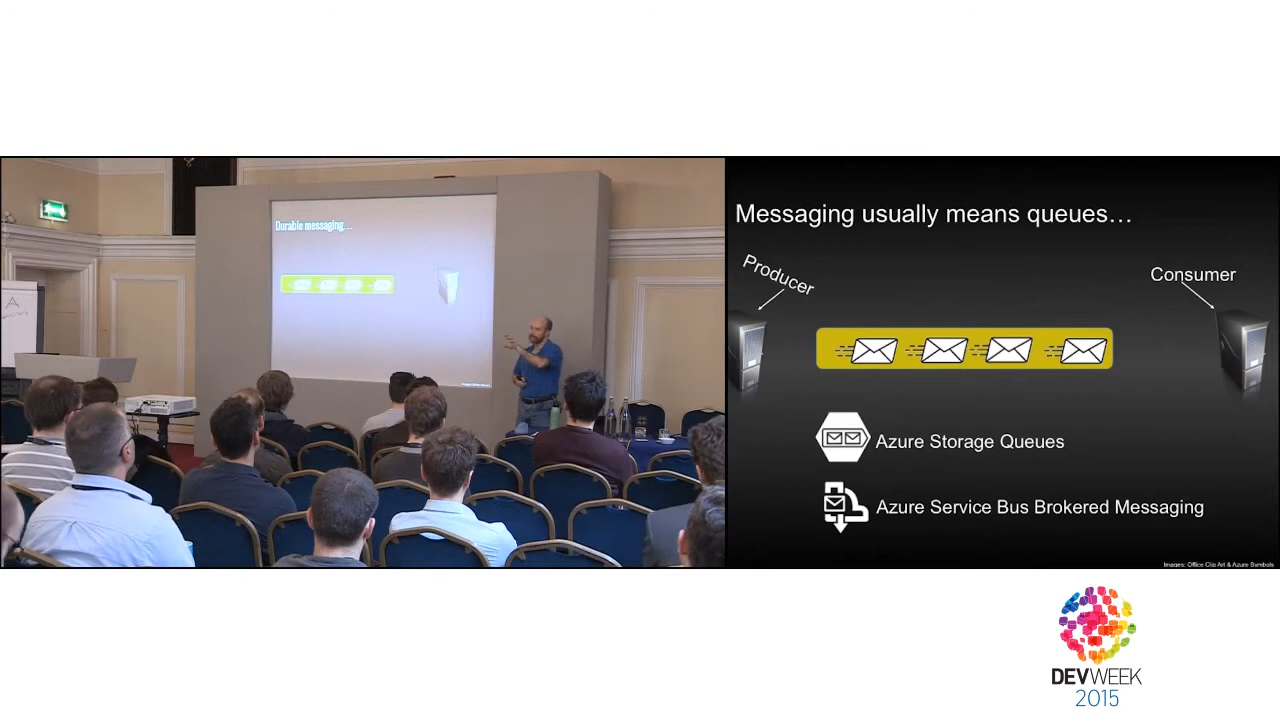 Durable messaging...
A
Messaging usually means queues...
Producer
Consumer
Azure Storage Queues
Azure Service Bus Brokered Messaging
Images: Office Clip Art & Azure Symbols
DEVWEEK
2015